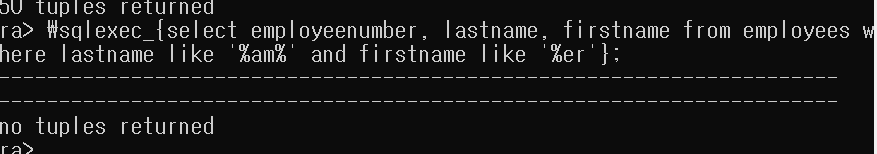 50 tuples returned
ra> ₩sqlexec_{select employeenumber, lastname, firstname from employees w
here lastname like '%am%' and firstname like '%er'};
--------------------------------------------------------------------------
--------------------------------------------------------------------------
no tuples returned
ra>